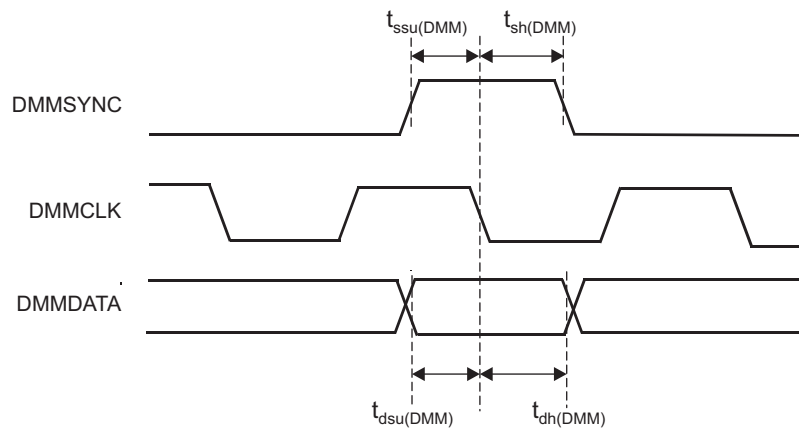 tssu(DMM) tsh(DMM)
DMMSYNC
DMMCLK
DMMDATA
tdsu(DMM) tdh(DMM)